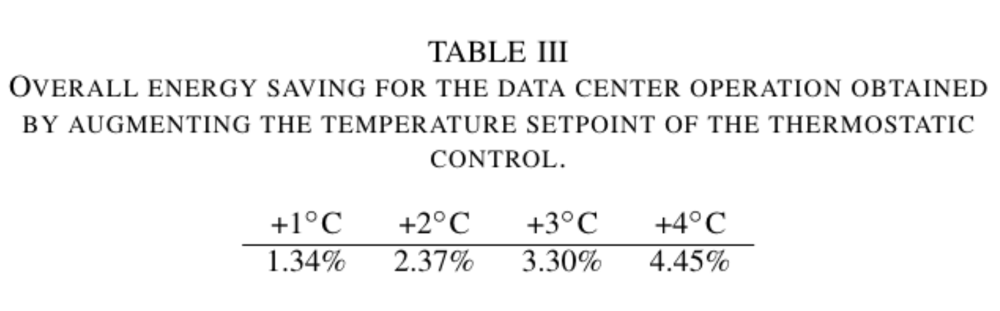 TABLE III
OVERALL ENERGY SAVING FOR THE DATA CENTER OPERATION OBTAINED
BY AUGMENTING THE TEMPERATURE SETPOINT OF THE THERMOSTATIC
CONTROL.
+1°C +2°C +3°C +4°C
1.34% 2.37% 3.30% 4.45%